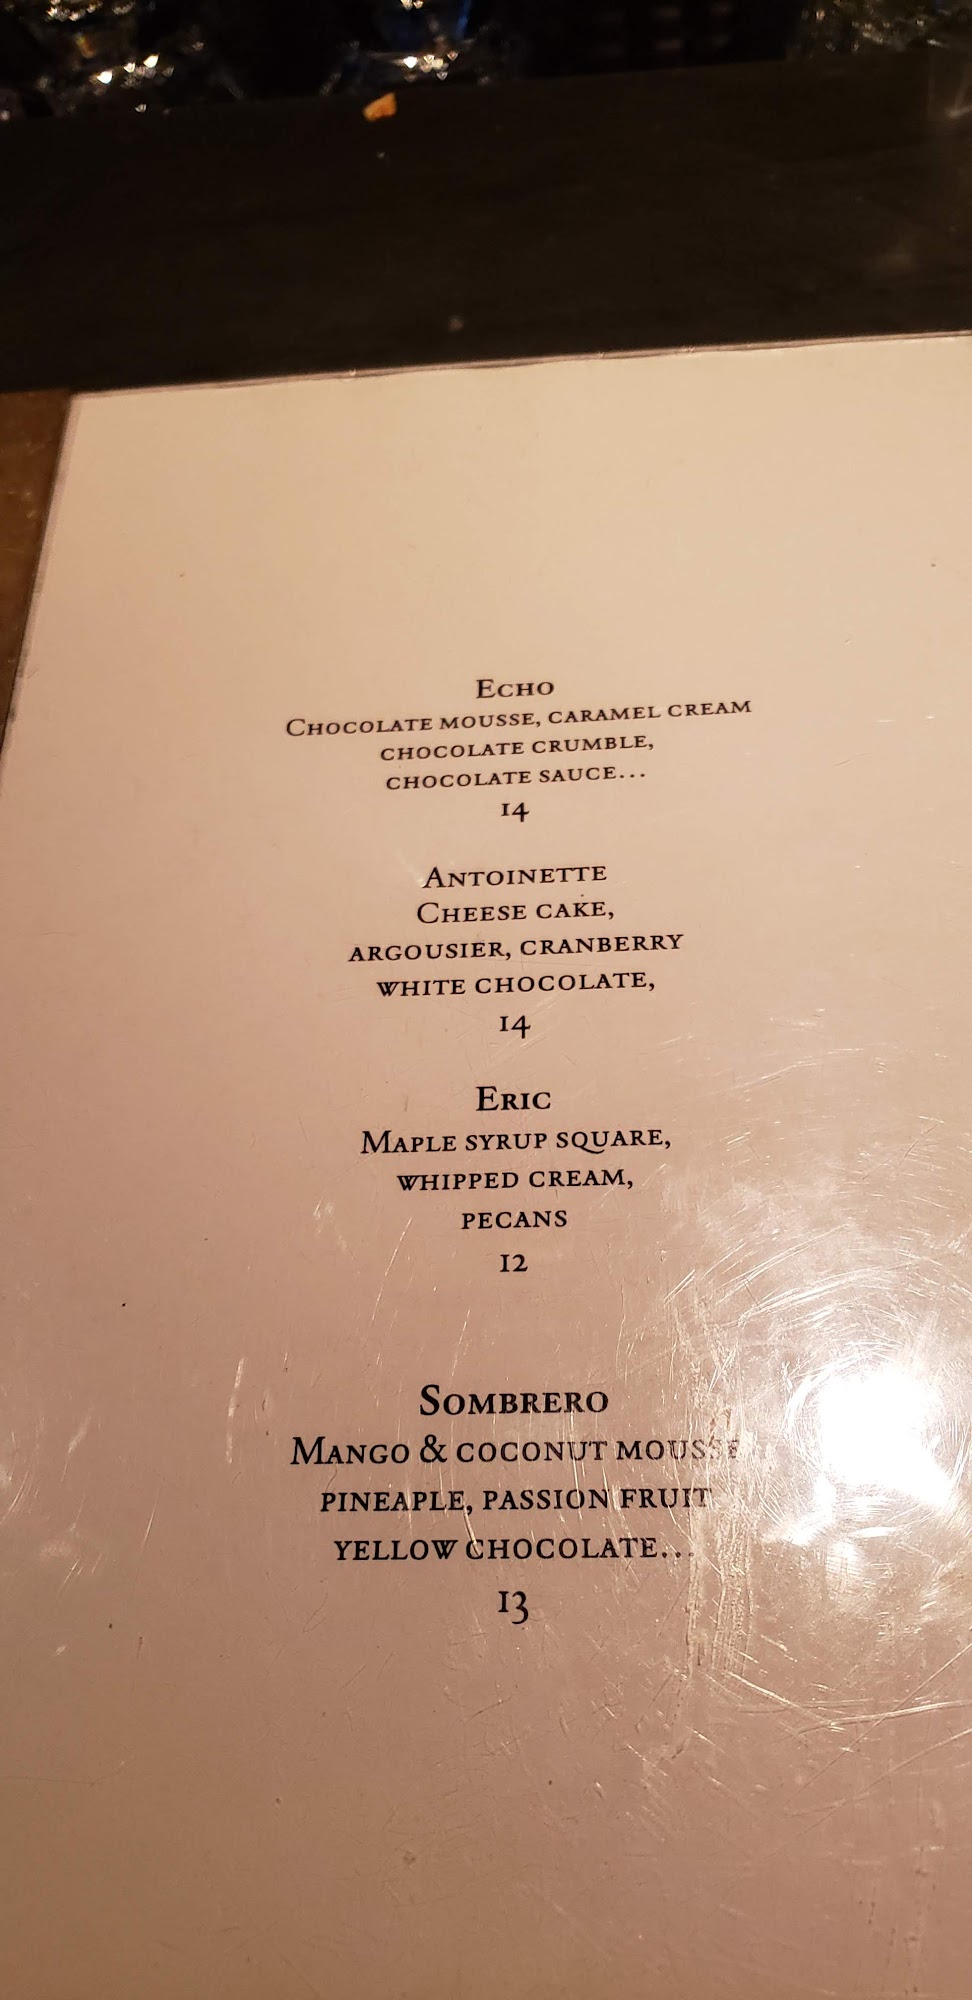 Echo
Chocolate mousse, caramel cream
chocolate crumble,
chocolate sauce...
14
Antoinette
Cheese cake,
argousier, cranberry
white chocolate,
14
Eric
Maple syrup square,
whipped cream,
pecans
12
Sombrero
Mango & coconut mousse
pineaple, passion fruit
yellow chocolate...
13